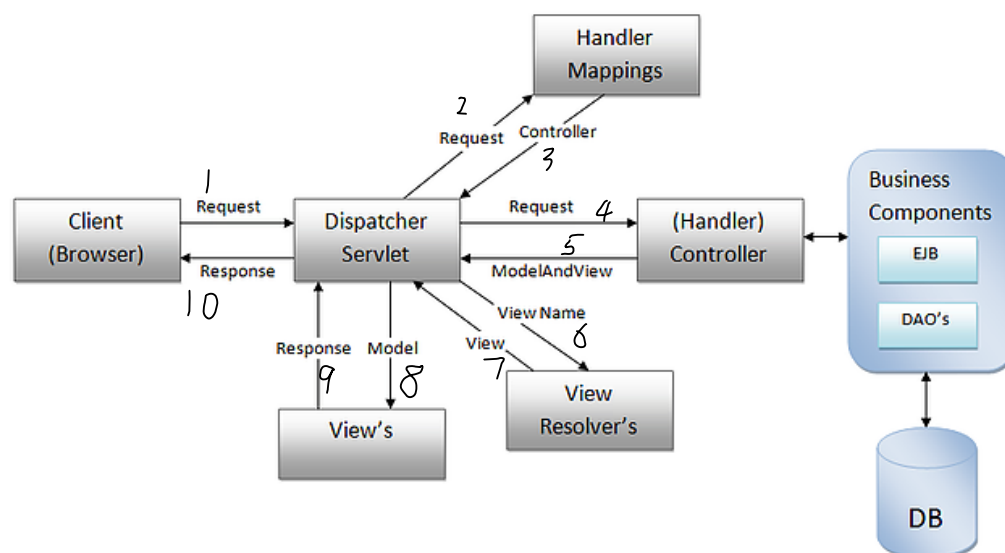 Handler
Mappings
2
Request
Controller
3
1
Request
Client
(Browser)
Response
10
Dispatcher
Servlet
Request 4
5
ModelAndView
(Handler)
Controller
Business
Components
EJB
DAO's
View Name
6
View
7
Response
9
Model
8
View's
View
Resolver's
DB